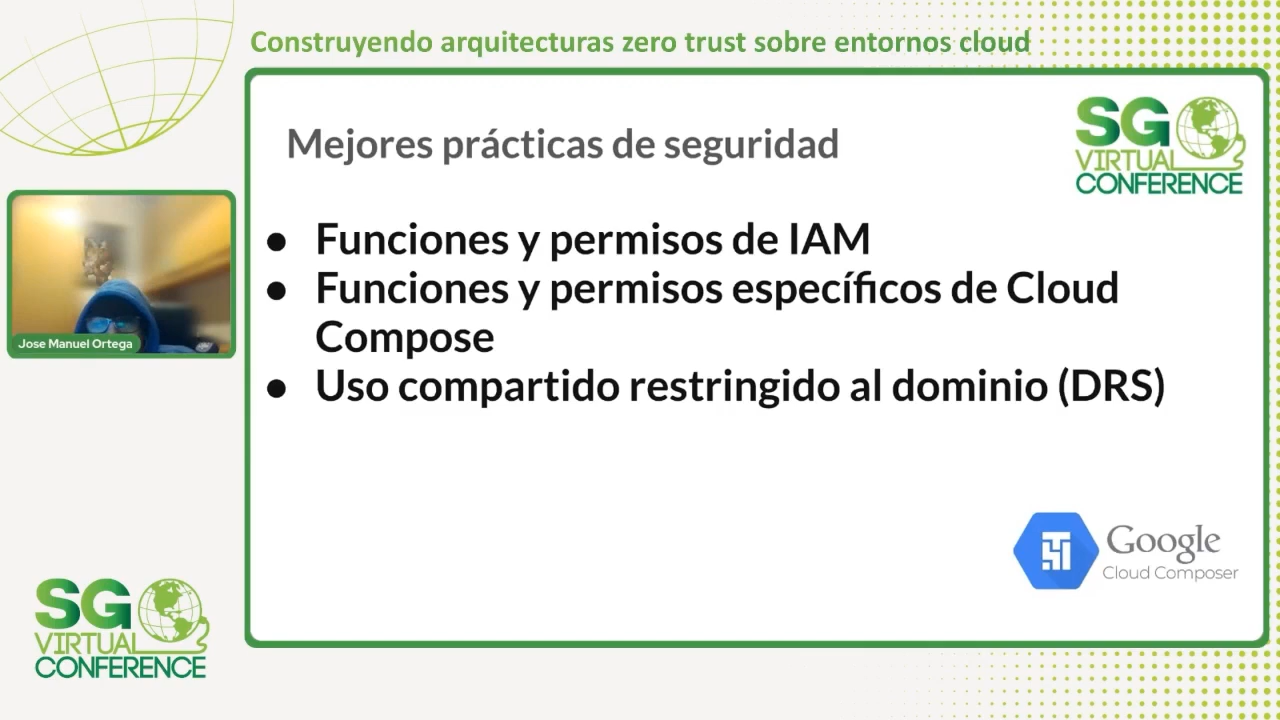 Construyendo arquitecturas zero trust sobre entornos cloud
SG
VIRTUAL
CONFERENCE
Mejores prácticas de seguridad
● Funciones y permisos de IAM
● Funciones y permisos específicos de Cloud
Compose
● Uso compartido restringido al dominio (DRS)
Jose Manuel Ortega
Google
Cloud Composer
SG
VIRTUAL
CONFERENCE